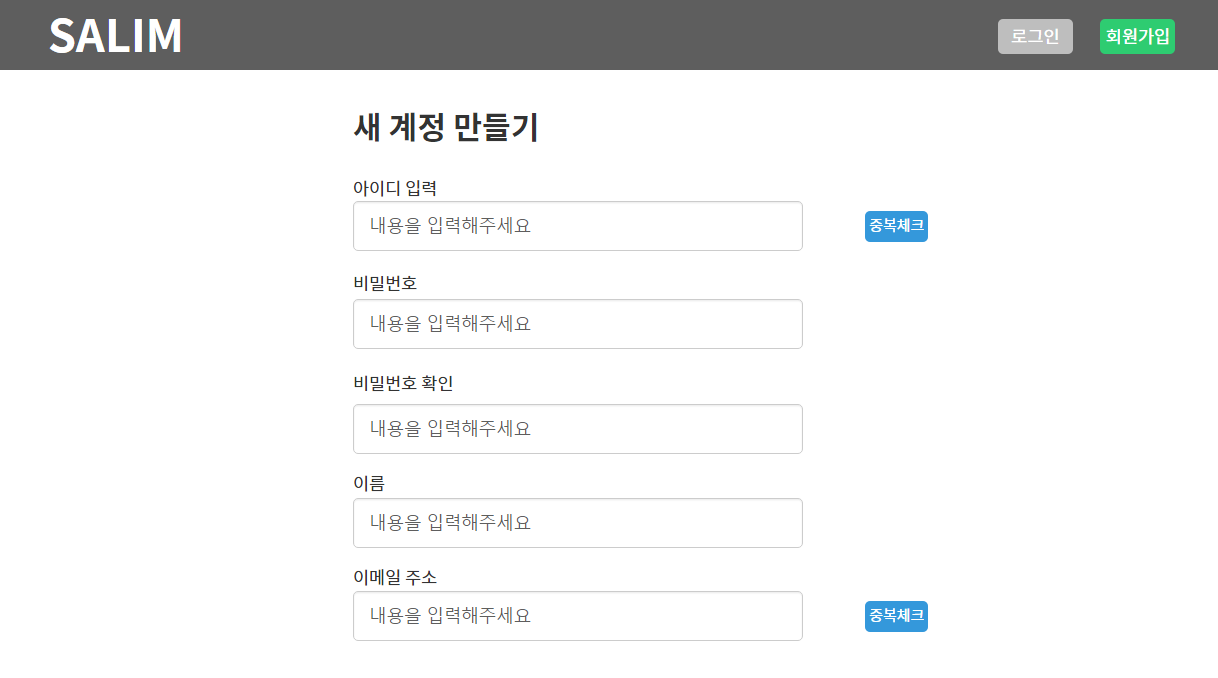 SALIM
로그인
회원가입
새 계정 만들기
아이디 입력
내용을 입력해주세요
중복체크
비밀번호
내용을 입력해주세요
비밀번호 확인
내용을 입력해주세요
이름
내용을 입력해주세요
이메일 주소
내용을 입력해주세요
중복체크